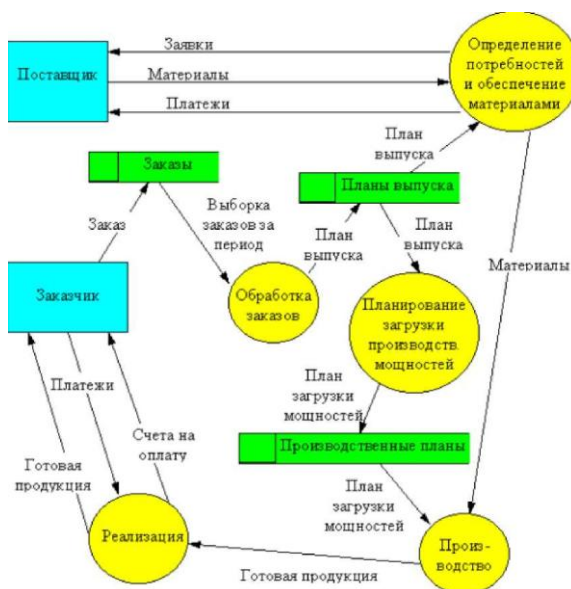 Заявки
Поставщик
Материалы
Платежи
Определение
потребностей
и обеспечение
материалами
План
выпуска
Заказы
Планы выпуска
Выборка
заказов за
период
Заказ
План
выпуска
План
выпуска
Материалы
Заказчик
Обработка
заказов
Планирование
загрузки
производств.
мощностей
Платежи
План
загрузки
мощностей
Счета на
оплату
Производственные планы
Готовая
продукция
План
загрузки
мощностей
Реализация
Произ-
водство
Готовая продукция